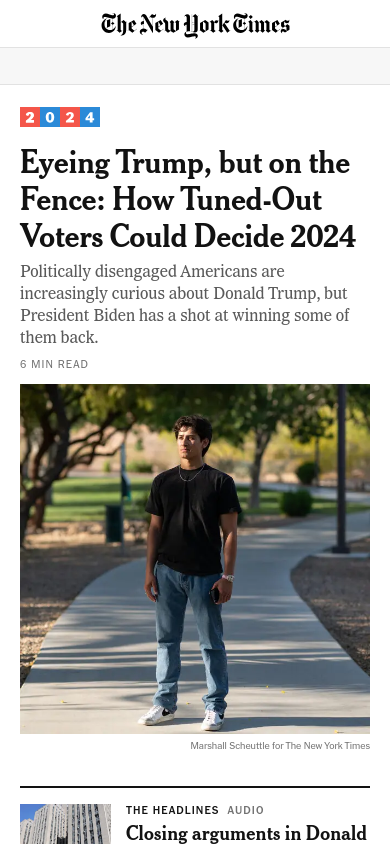 The New York Times
2024
Eyeing Trump, but on the
Fence: How Tuned-Out
Voters Could Decide 2024
Politically disengaged Americans are
increasingly curious about Donald Trump, but
President Biden has a shot at winning some of
them back.
6 MIN READ
Marshall Scheuttle for The New York Times
THE HEADLINES AUDIO
Closing arguments in Donald